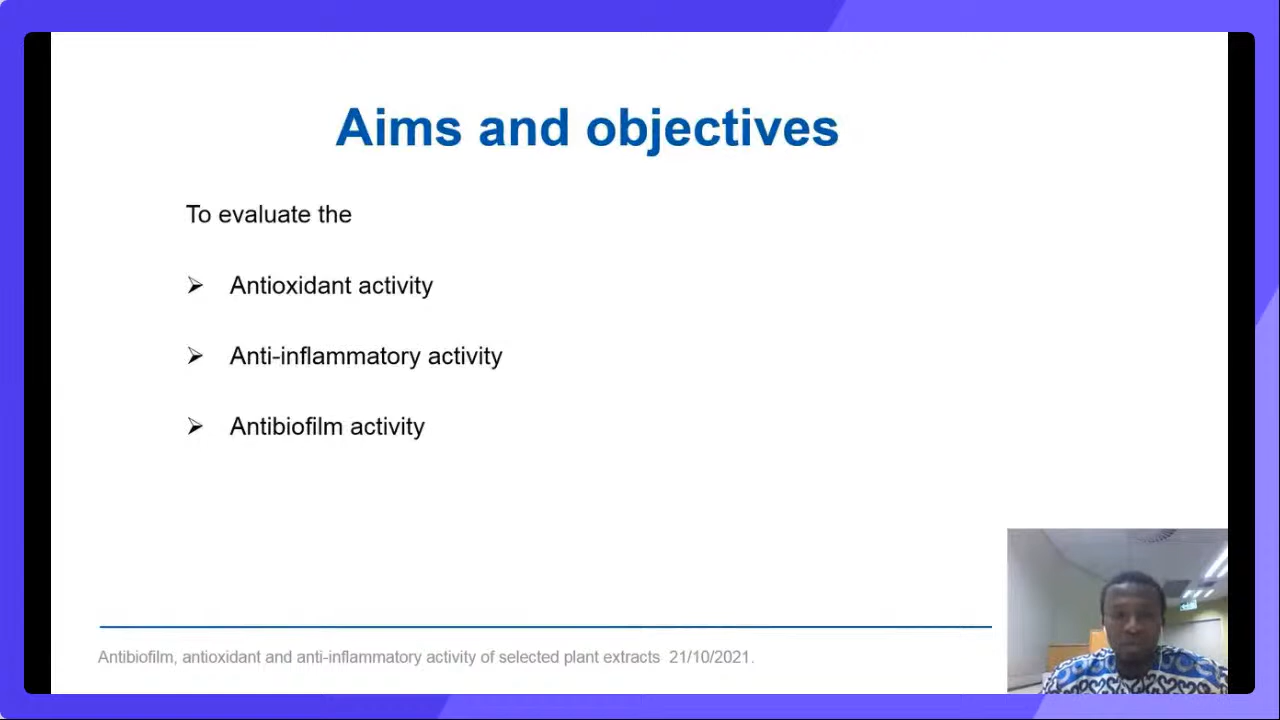 Aims and objectives
To evaluate the
➢ Antioxidant activity
➢ Anti-inflammatory activity
➢ Antibiofilm activity
Antibiofilm, antioxidant and anti-inflammatory activity of selected plant extracts 21/10/2021.